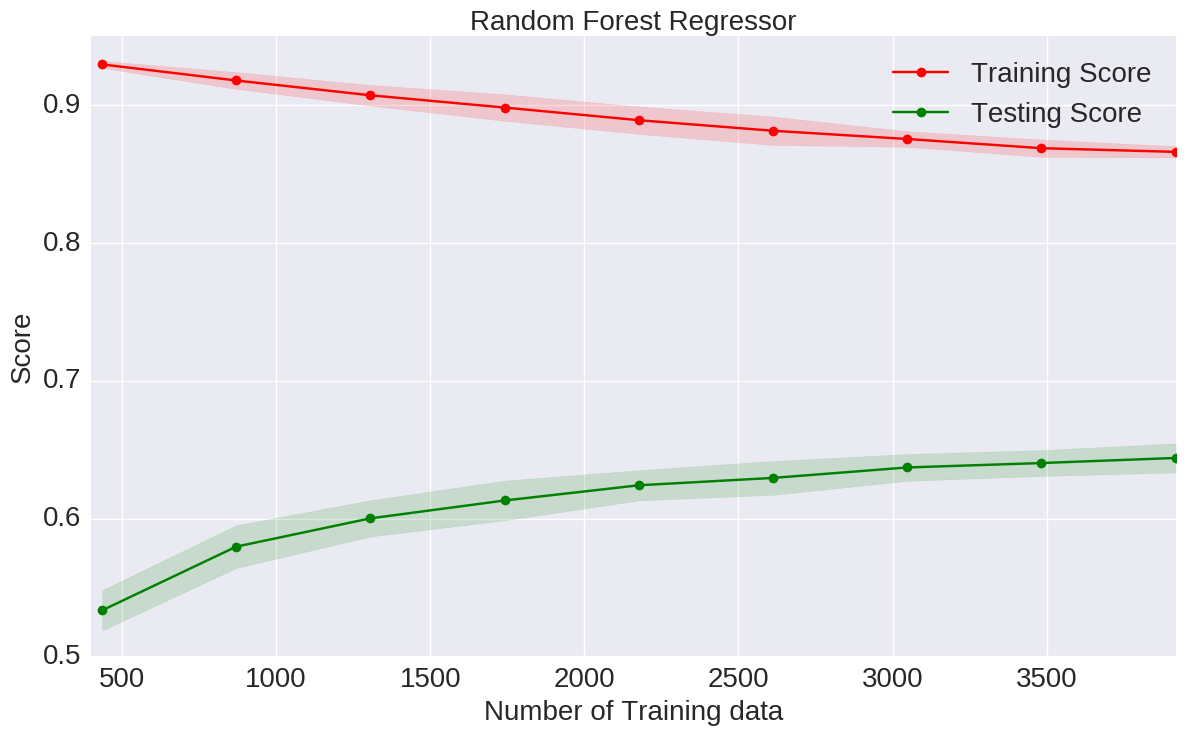 Random Forest Regressor
Training Score
Testing Score
0.9
0.8
0.7
0.6
0.5
Score
500 1000 1500 2000 2500 3000 3500
Number of Training data